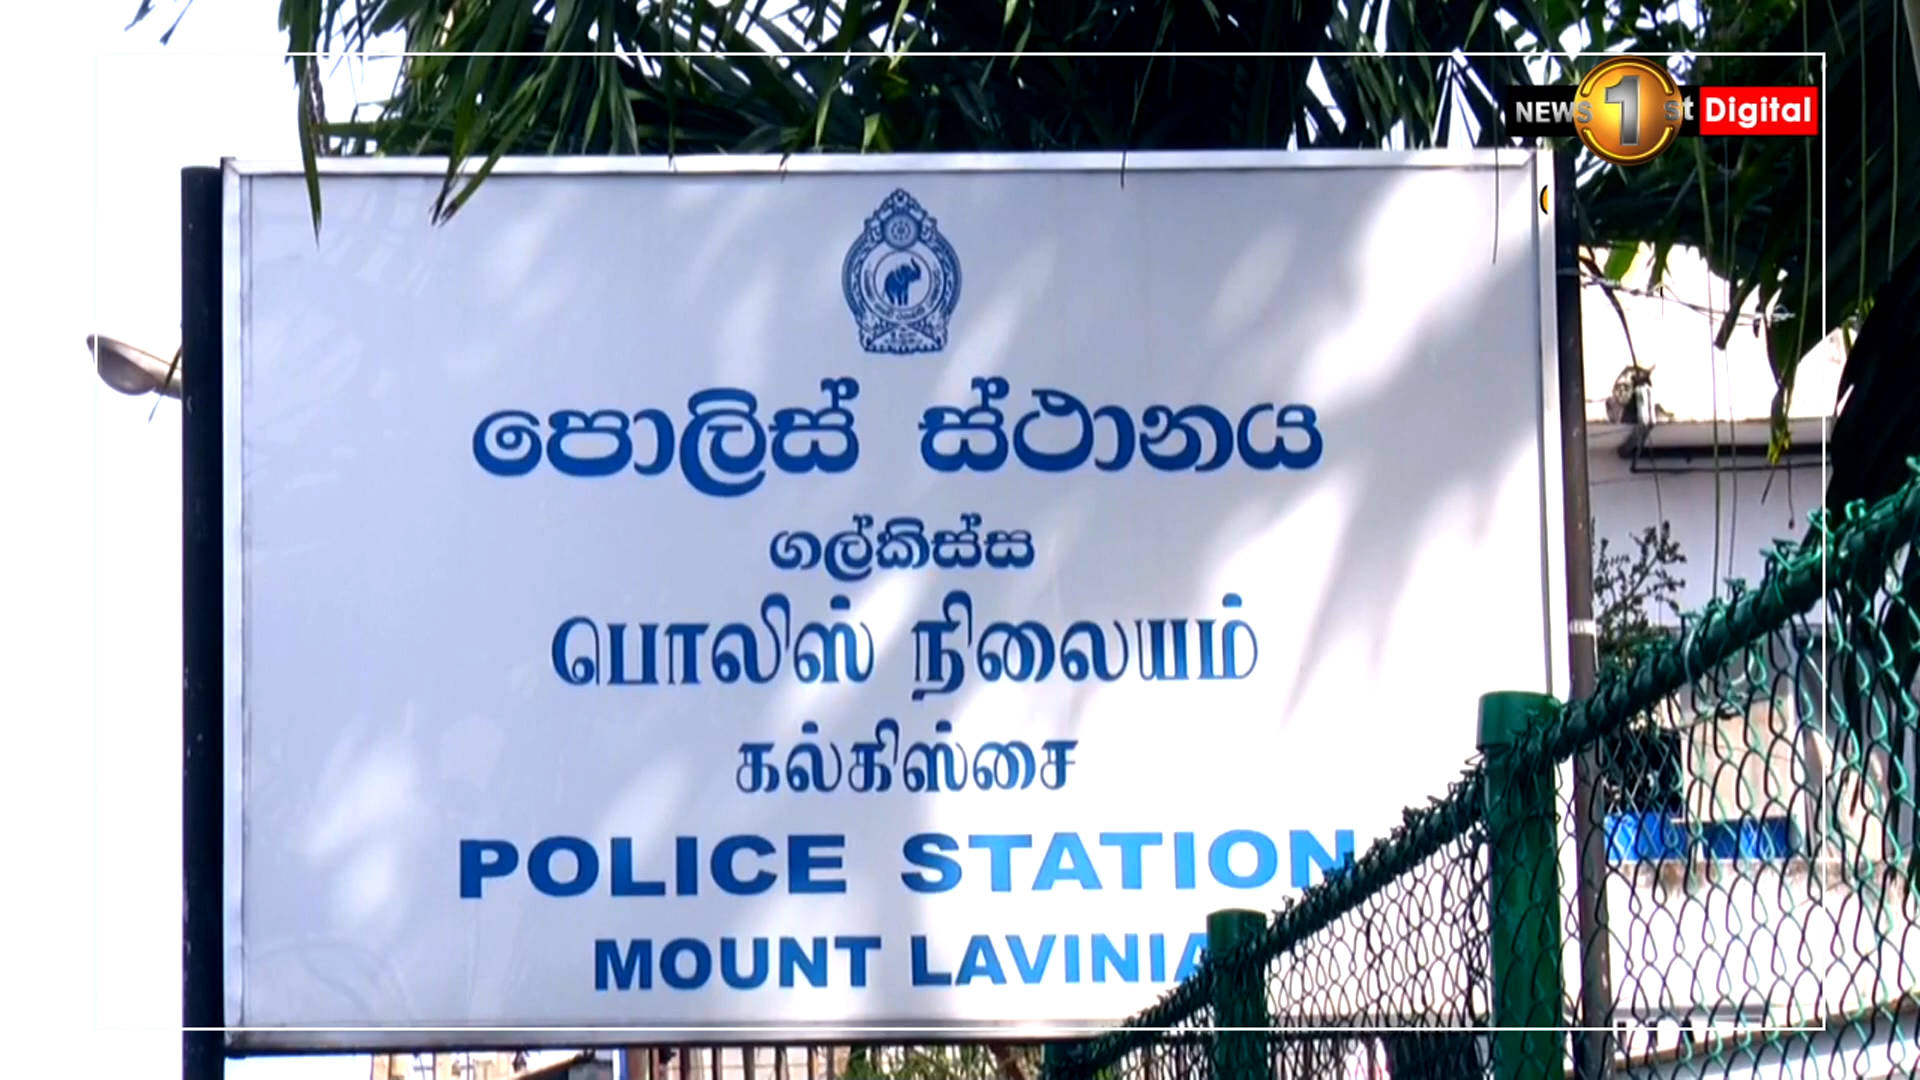 NEWS 1st Digital
පොලිස් ස්ථානය
ගල්කිස්ස
பொலிஸ் நிலையம்
கல்கிஸ்சை
POLICE STATION
MOUNT LAVINIA